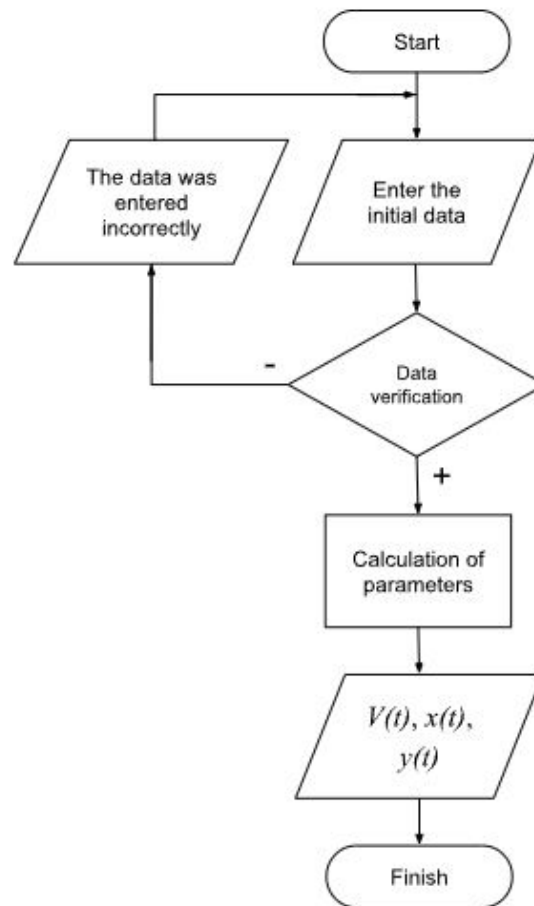 Start
The data was
entered
incorrectly
Enter the
initial data
Data
verification
-
+
Calculation of
parameters
V(t), x(t),
y(t)
Finish